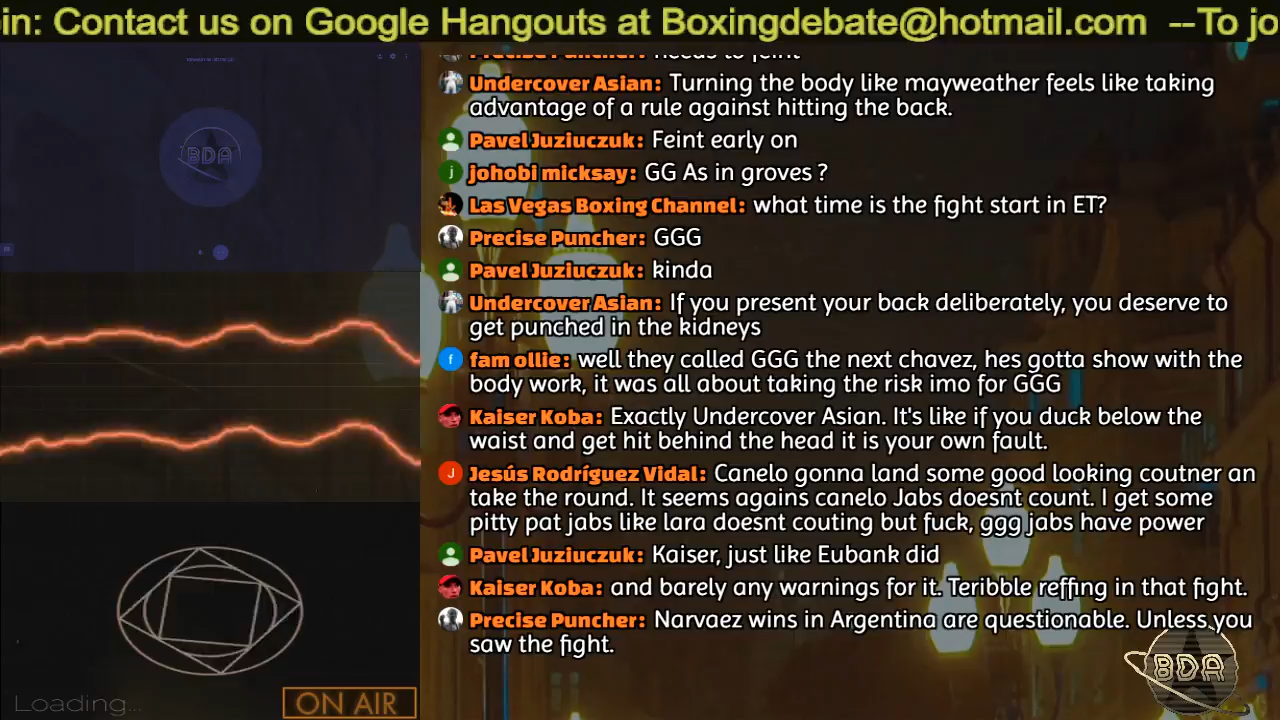 in: Contact us on Google Hangouts at Boxingdebate@hotmail.com --To jo
Precise Puncher: needs to feint
Undercover Asian: Turning the body like mayweather feels like taking
advantage of a rule against hitting the back.
Pavel Juziuczuk: Feint early on
j johobi micksay: GG As in groves ?
Las Vegas Boxing Channel: what time is the fight start in ET?
Precise Puncher: GGG
Pavel Juziuczuk: kinda
Undercover Asian: If you present your back deliberately, you deserve to
get punched in the kidneys
f fam ollie: well they called GGG the next chavez, hes gotta show with the
body work, it was all about taking the risk imo for GGG
Kaiser Koba: Exactly Undercover Asian. It's like if you duck below the
waist and get hit behind the head it is your own fault.
J Jesús Rodríguez Vidal: Canelo gonna land some good looking coutner an
take the round. It seems agains canelo Jabs doesnt count. I get some
pitty pat jabs like lara doesnt couting but fuck, ggg jabs have power
Pavel Juziuczuk: Kaiser, just like Eubank did
Kaiser Koba: and barely any warnings for it. Teribble reffing in that fight.
Precise Puncher: Narvaez wins in Argentina are questionable. Unless you
saw the fight.
BDA
BDA
Loading...
ON AIR